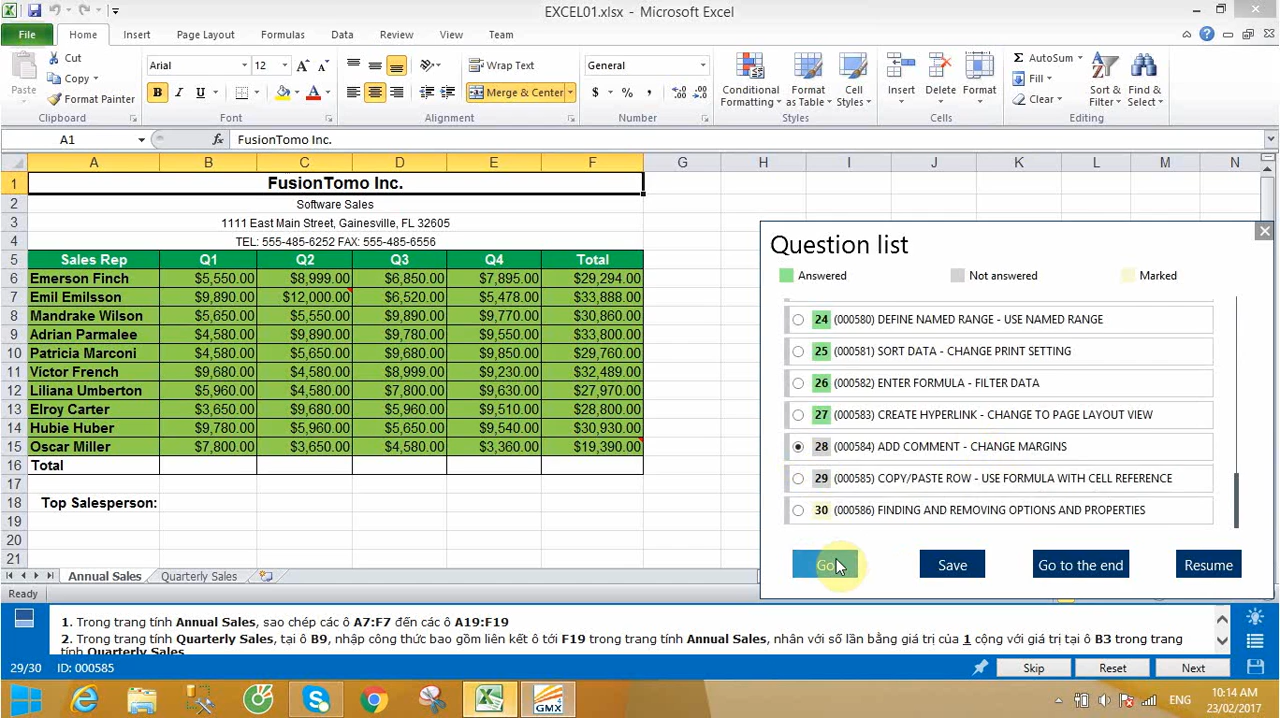 EXCEL01.xlsx - Microsoft Excel
File Home Insert Page Layout Formulas Data Review View Team
Paste Cut Copy Format Painter Clipboard
Arial 12 B I U Font
Wrap Text Merge & Center Alignment
General $ % , Number
Conditional Formatting Format as Table Cell Styles Styles
Insert Delete Format Cells
AutoSum Fill Clear Sort & Filter Find & Select Editing
A1 fx FusionTomo Inc.
A B C D E F G H I J K L M N
1 FusionTomo Inc.
2 Software Sales
3 1111 East Main Street, Gainesville, FL 32605
4 TEL: 555-485-6252 FAX: 555-485-6556
5 Sales Rep Q1 Q2 Q3 Q4 Total
6 Emerson Finch $5,550.00 $8,999.00 $6,850.00 $7,895.00 $29,294.00
7 Emil Emilsson $9,890.00 $12,000.00 $6,520.00 $5,478.00 $33,888.00
8 Mandrake Wilson $5,650.00 $5,550.00 $9,890.00 $9,770.00 $30,860.00
9 Adrian Parmalee $4,580.00 $9,890.00 $9,780.00 $9,550.00 $33,800.00
10 Patricia Marconi $4,580.00 $5,650.00 $9,680.00 $9,850.00 $29,760.00
11 Victor French $9,680.00 $4,580.00 $8,999.00 $9,230.00 $32,489.00
12 Liliana Umberton $5,960.00 $4,580.00 $7,800.00 $9,630.00 $27,970.00
13 Elroy Carter $3,650.00 $9,680.00 $5,960.00 $9,510.00 $28,800.00
14 Hubie Huber $9,780.00 $5,960.00 $5,650.00 $9,540.00 $30,930.00
15 Oscar Miller $7,800.00 $3,650.00 $4,580.00 $3,360.00 $19,390.00
16 Total
17
18 Top Salesperson:
19
20
21
Annual Sales Quarterly Sales
Ready
Question list
Answered Not answered Marked
24 (000580) DEFINE NAMED RANGE - USE NAMED RANGE
25 (000581) SORT DATA - CHANGE PRINT SETTING
26 (000582) ENTER FORMULA - FILTER DATA
27 (000583) CREATE HYPERLINK - CHANGE TO PAGE LAYOUT VIEW
28 (000584) ADD COMMENT - CHANGE MARGINS
29 (000585) COPY/PASTE ROW - USE FORMULA WITH CELL REFERENCE
30 (000586) FINDING AND REMOVING OPTIONS AND PROPERTIES
Go Save Go to the end Resume
1. Trong trang tính Annual Sales, sao chép các ô A7:F7 đến các ô A19:F19
2. Trong trang tính Quarterly Sales, tại ô B9, nhập công thức bao gồm liên kết ô tới F19 trong trang tính Annual Sales, nhân với số lần bằng giá trị của 1 cộng với giá trị tại ô B3 trong trang
tính Quarterly Sales
29/30 ID: 000585 Skip Reset Next
GMX ENG 10:14 AM
23/02/2017